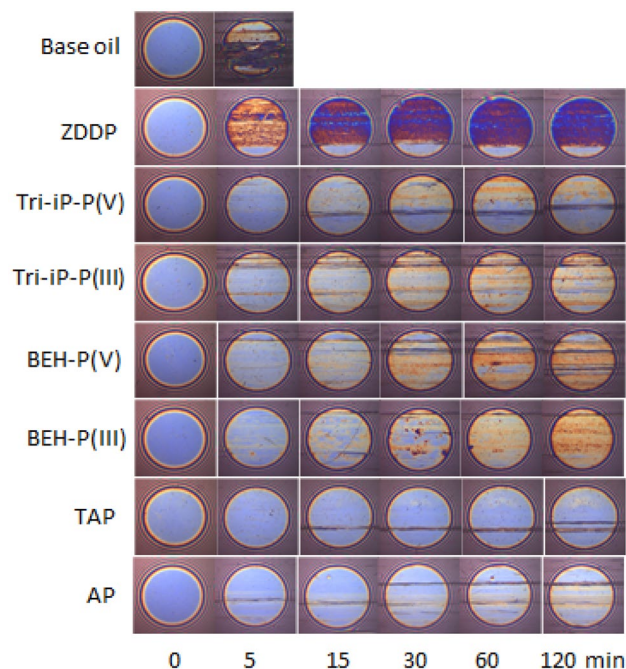 Base oil
ZDDP
Tri-iP-P(V)
Tri-iP-P(III)
BEH-P(V)
BEH-P(III)
TAP
AP
0 5 15 30 60 120 min